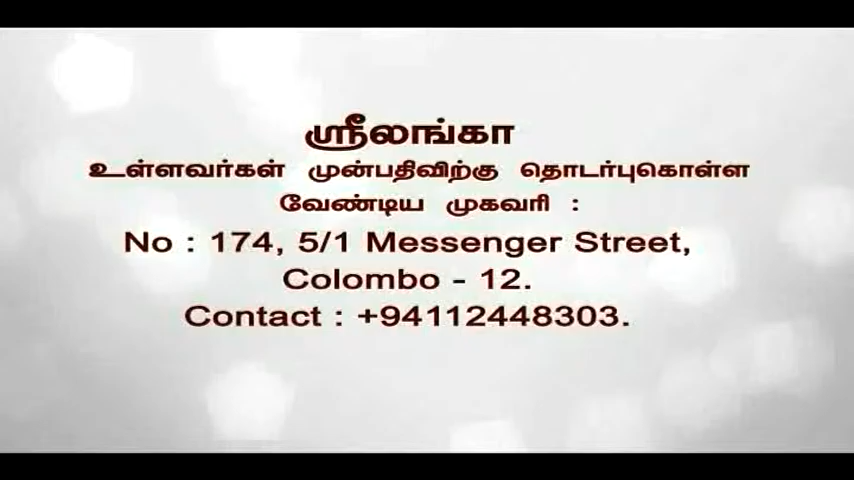 ஸ்ரீலங்கா
உள்ளவர்கள் முன்பதிவிற்கு தொடர்புகொள்ள
வேண்டிய முகவரி :
No : 174, 5/1 Messenger Street,
Colombo - 12.
Contact : +94112448303.